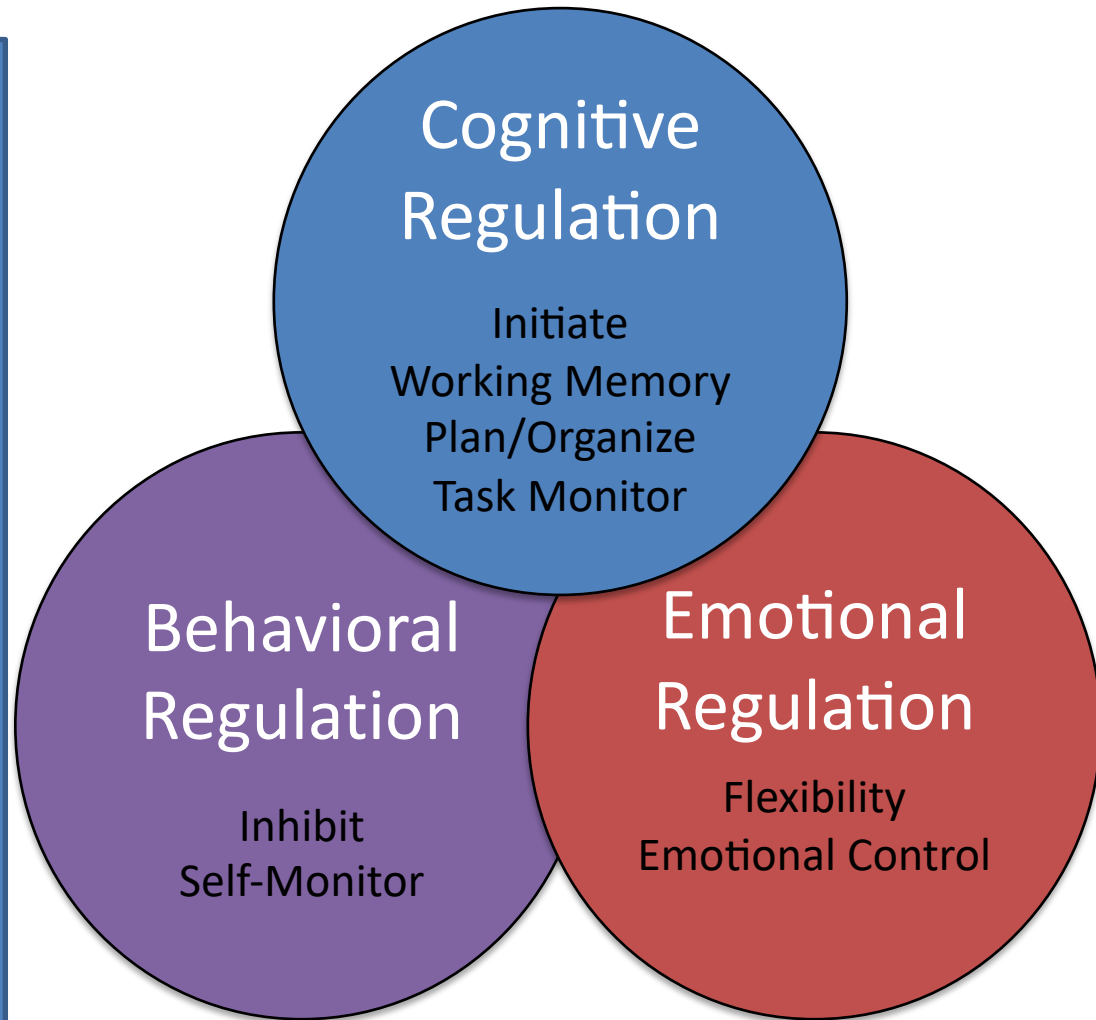 Cognitive
Regulation
Initiate
Working Memory
Plan/Organize
Task Monitor
Behavioral
Regulation
Inhibit
Self-Monitor
Emotional
Regulation
Flexibility
Emotional Control